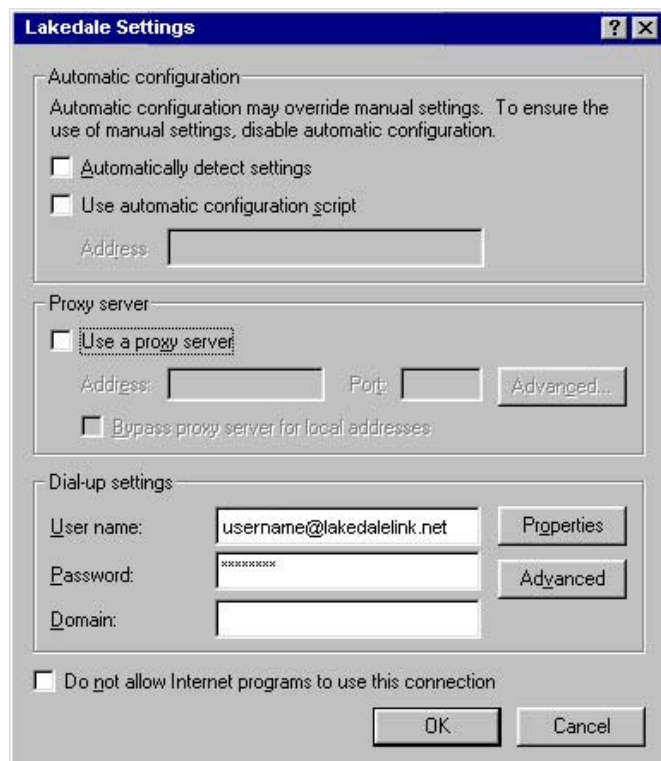 Lakedale Settings
Automatic configuration
Automatic configuration may override manual settings. To ensure the
use of manual settings, disable automatic configuration.
Automatically detect settings
Use automatic configuration script
Address
Proxy server
Use a proxy server
Address: Port: Advanced...
Bypass proxy server for local addresses
Dial-up settings
User name: username@lakedalelink.net Properties
Password: ******** Advanced
Domain:
Do not allow Internet programs to use this connection
OK Cancel